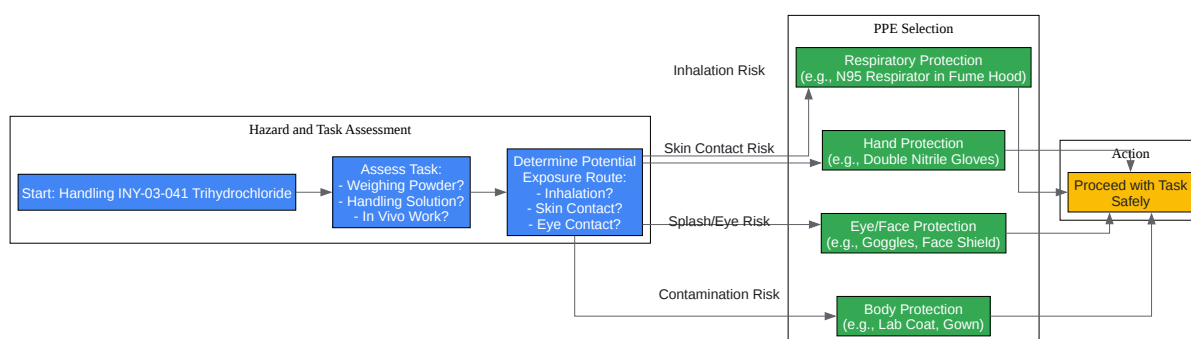 PPE Selection
Respiratory Protection
(e.g., N95 Respirator in Fume Hood)
Inhalation Risk
Hazard and Task Assessment
Skin Contact Risk
Hand Protection
(e.g., Double Nitrile Gloves)
Action
Start: Handling INY-03-041 Trihydrochloride
Assess Task:
- Weighing Powder?
- Handling Solution?
- In Vivo Work?
Determine Potential
Exposure Route:
- Inhalation?
- Skin Contact?
- Eye Contact?
Proceed with Task
Safely
Splash/Eye Risk
Eye/Face Protection
(e.g., Goggles, Face Shield)
Contamination Risk
Body Protection
(e.g., Lab Coat, Gown)